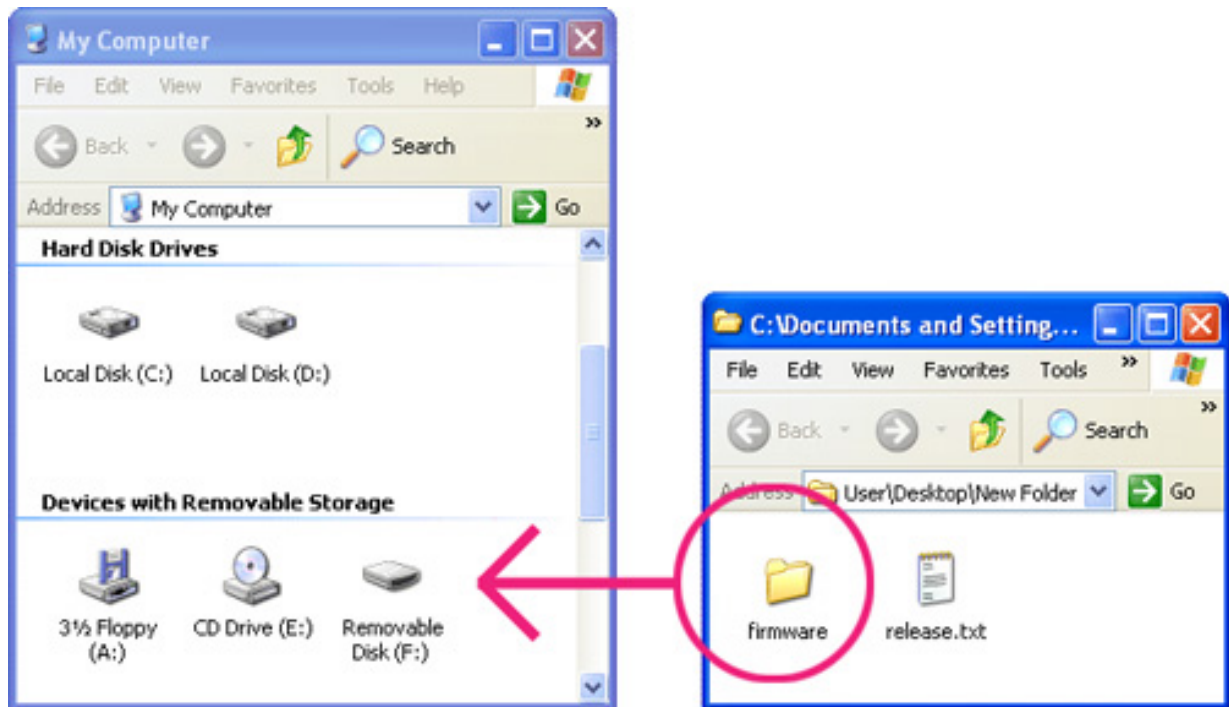 My Computer
File Edit View Favorites Tools Help
Back Search »
Address My Computer Go
Hard Disk Drives
Local Disk (C:) Local Disk (D:)
Devices with Removable Storage
3½ Floppy
(A:)
CD Drive (E:)
Removable
Disk (F:)
C:\Documents and Setting...
File Edit View Favorites Tools »
Back Search »
Address User\Desktop\New Folder Go
firmware release.txt